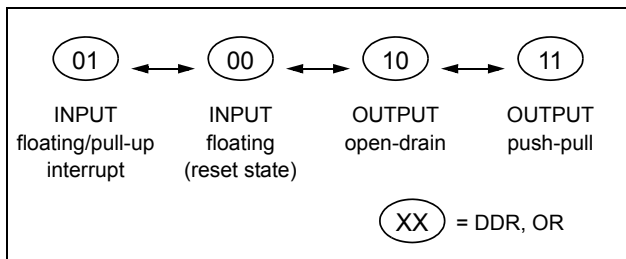 01 00 10 11
INPUT INPUT OUTPUT OUTPUT
floating/pull-up floating open-drain push-pull
interrupt (reset state)
XX = DDR, OR